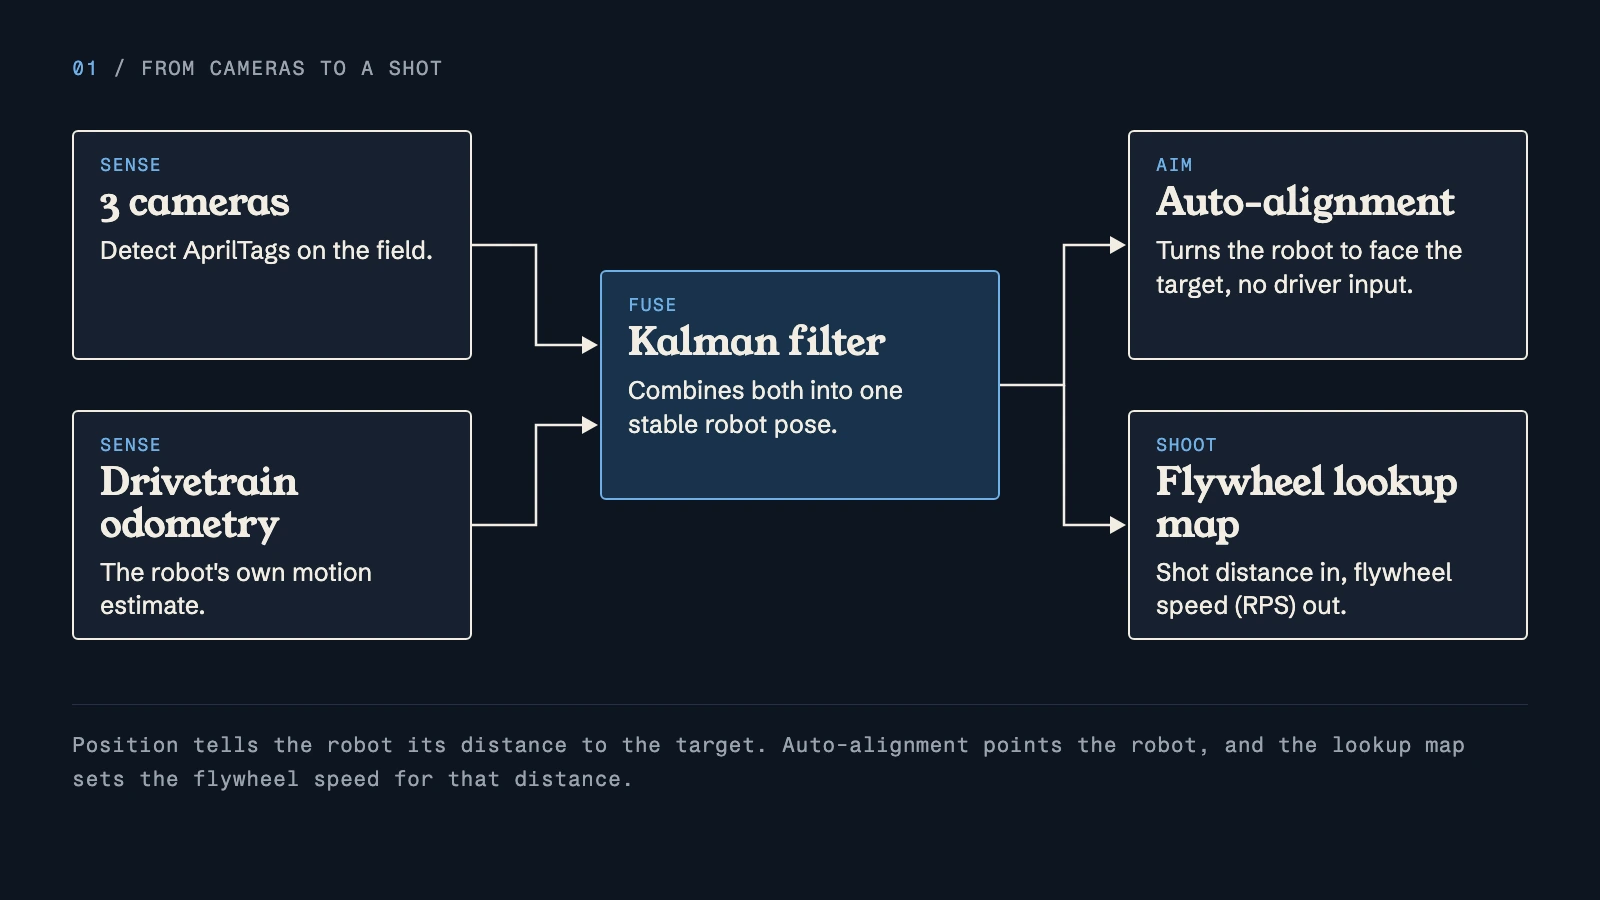 01 / FROM CAMERAS TO A SHOT
SENSE
3 cameras
Detect AprilTags on the field.
SENSE
Drivetrain
odometry
The robot's own motion
estimate.
FUSE
Kalman filter
Combines both into one
stable robot pose.
AIM
Auto-alignment
Turns the robot to face the
target, no driver input.
SHOOT
Flywheel lookup
map
Shot distance in, flywheel
speed (RPS) out.
Position tells the robot its distance to the target. Auto-alignment points the robot, and the lookup map
sets the flywheel speed for that distance.